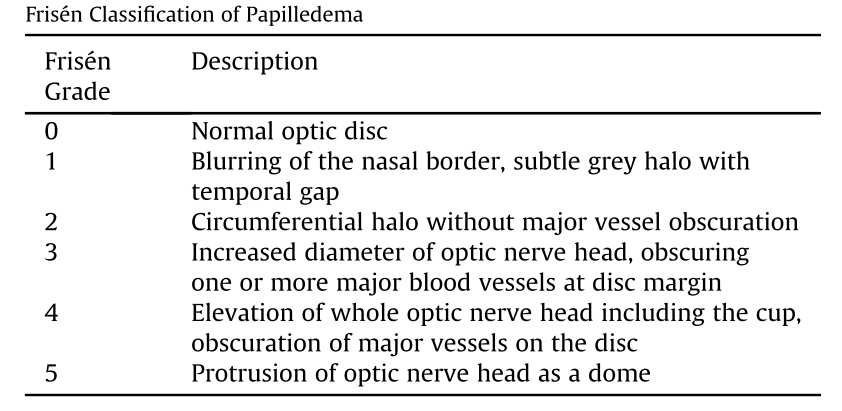 Frisén Classification of Papilledema
Frisén Description
Grade
0 Normal optic disc
1 Blurring of the nasal border, subtle grey halo with
temporal gap
2 Circumferential halo without major vessel obscuration
3 Increased diameter of optic nerve head, obscuring
one or more major blood vessels at disc margin
4 Elevation of whole optic nerve head including the cup,
obscuration of major vessels on the disc
5 Protrusion of optic nerve head as a dome